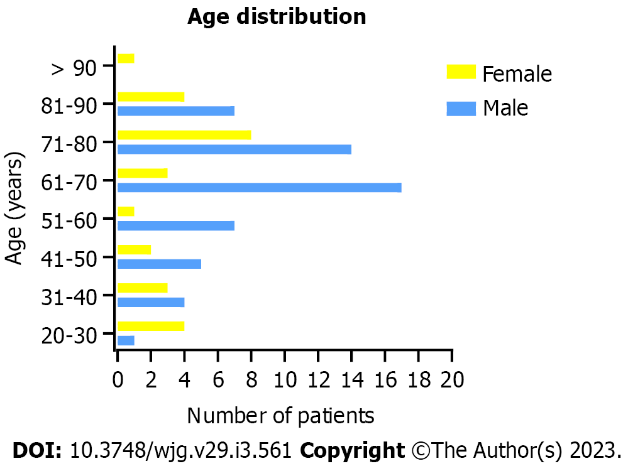 Age distribution
> 90
81-90
71-80
61-70
51-60
41-50
31-40
20-30
Age (years)
Female
Male
0 2 4 6 8 10 12 14 16 18 20
Number of patients
DOI: 10.3748/wjg.v29.i3.561 Copyright ©The Author(s) 2023.